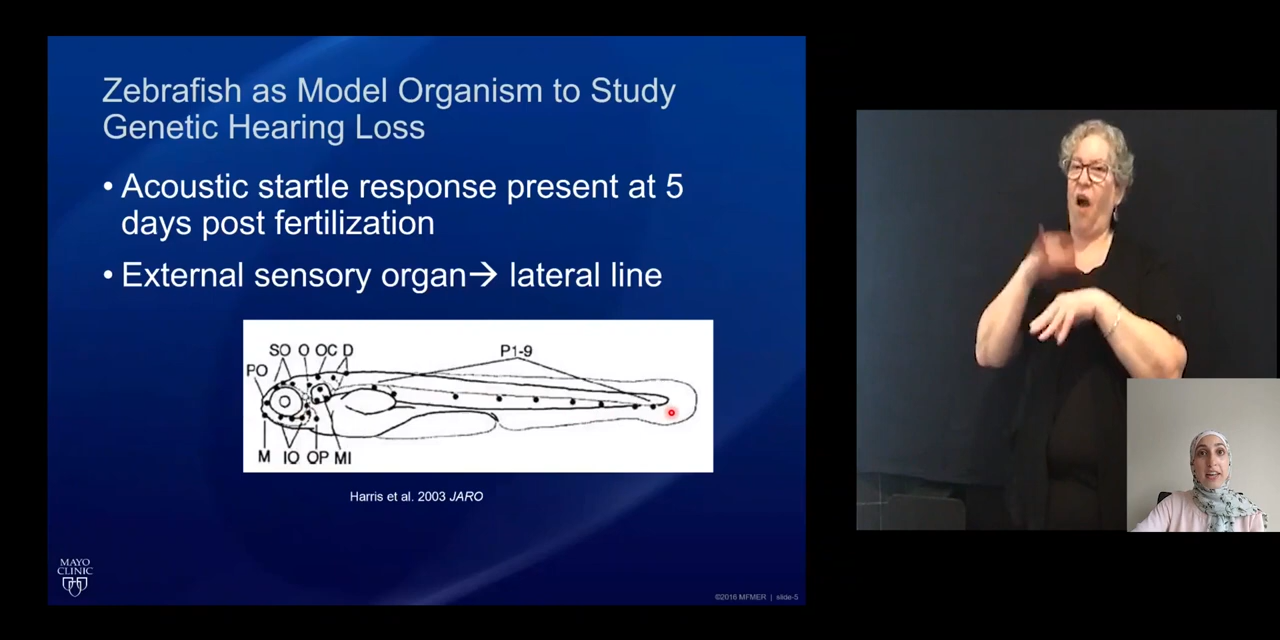 Zebrafish as Model Organism to Study
Genetic Hearing Loss
• Acoustic startle response present at 5
days post fertilization
• External sensory organ→ lateral line
SO O OC D
P1-9
PO
M IO OP MI
Harris et al. 2003 JARO
MAYO
CLINIC
©2016 MFMER | slide-5